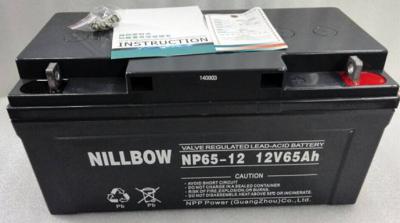 INSTRUCTION
140903
VALVE REGULATED LEAD-ACID BATTERY
NILLBOW
NP65-12 12V65Ah
CAUTION
AVOID SHORT CIRCUIT
DO NOT CHARGE IN A SEALED CONTAINER
RISK OF FIRE, EXPLOSION, OR BURNS.
DO NOT DISASSEMBLE, HEAT ABOVE 50°C OR INCINERATE.
Pb
Pb
NPP Power (GuangZhou) Co., Ltd.